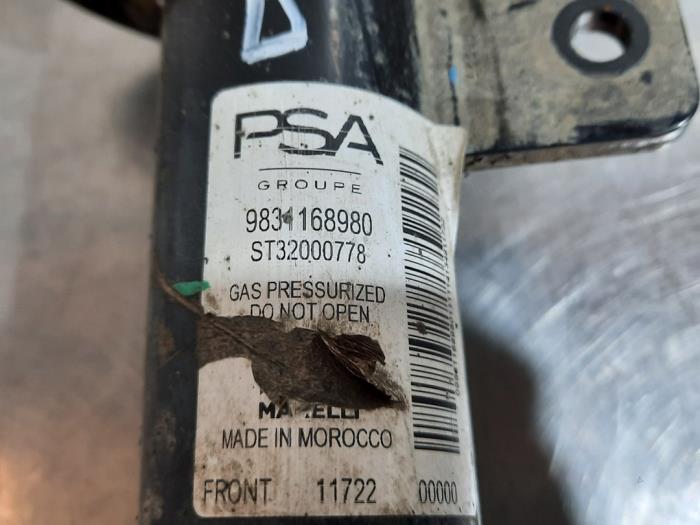 D
PSA
GROUPE
9831168980
ST32000778
GAS PRESSURIZED
DO NOT OPEN
MADE IN MOROCCO
FRONT 11722 00000